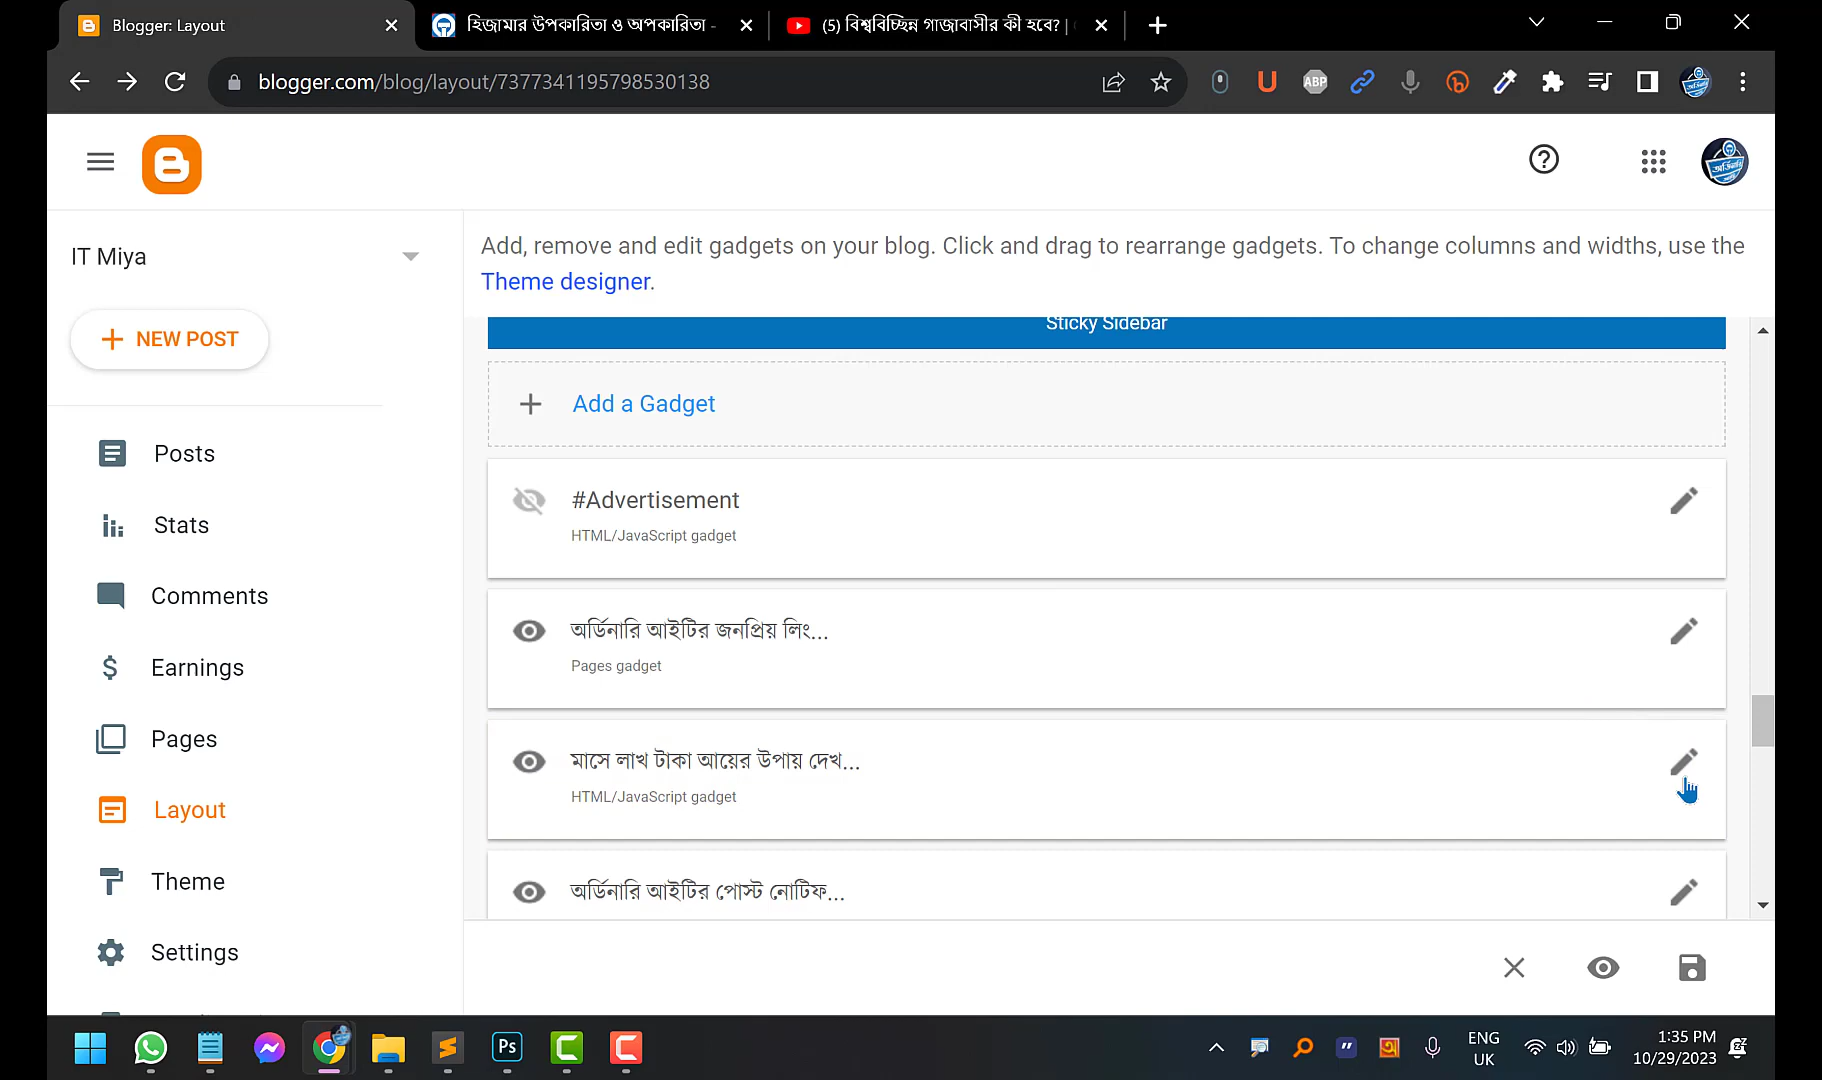 Blogger: Layout
হিজামার উপকারিতা ও অপকারিতা -
(5) বিশ্ববিচ্ছিন্ন গাজাবাসীর কী হবে? |
blogger.com/blog/layout/7377341195798530138
ABP
IT Miya
NEW POST
Posts
Stats
Comments
Earnings
Pages
Layout
Theme
Settings
Add, remove and edit gadgets on your blog. Click and drag to rearrange gadgets. To change columns and widths, use the
Theme designer.
Sticky Sidebar
Add a Gadget
#Advertisement
HTML/JavaScript gadget
অর্ডিনারি আইটির জনপ্রিয় লিং...
Pages gadget
মাসে লাখ টাকা আয়ের উপায় দেখ...
HTML/JavaScript gadget
অর্ডিনারি আইটির পোস্ট নোটিফ...
Ps
ENG
UK
1:35 PM
10/29/2023